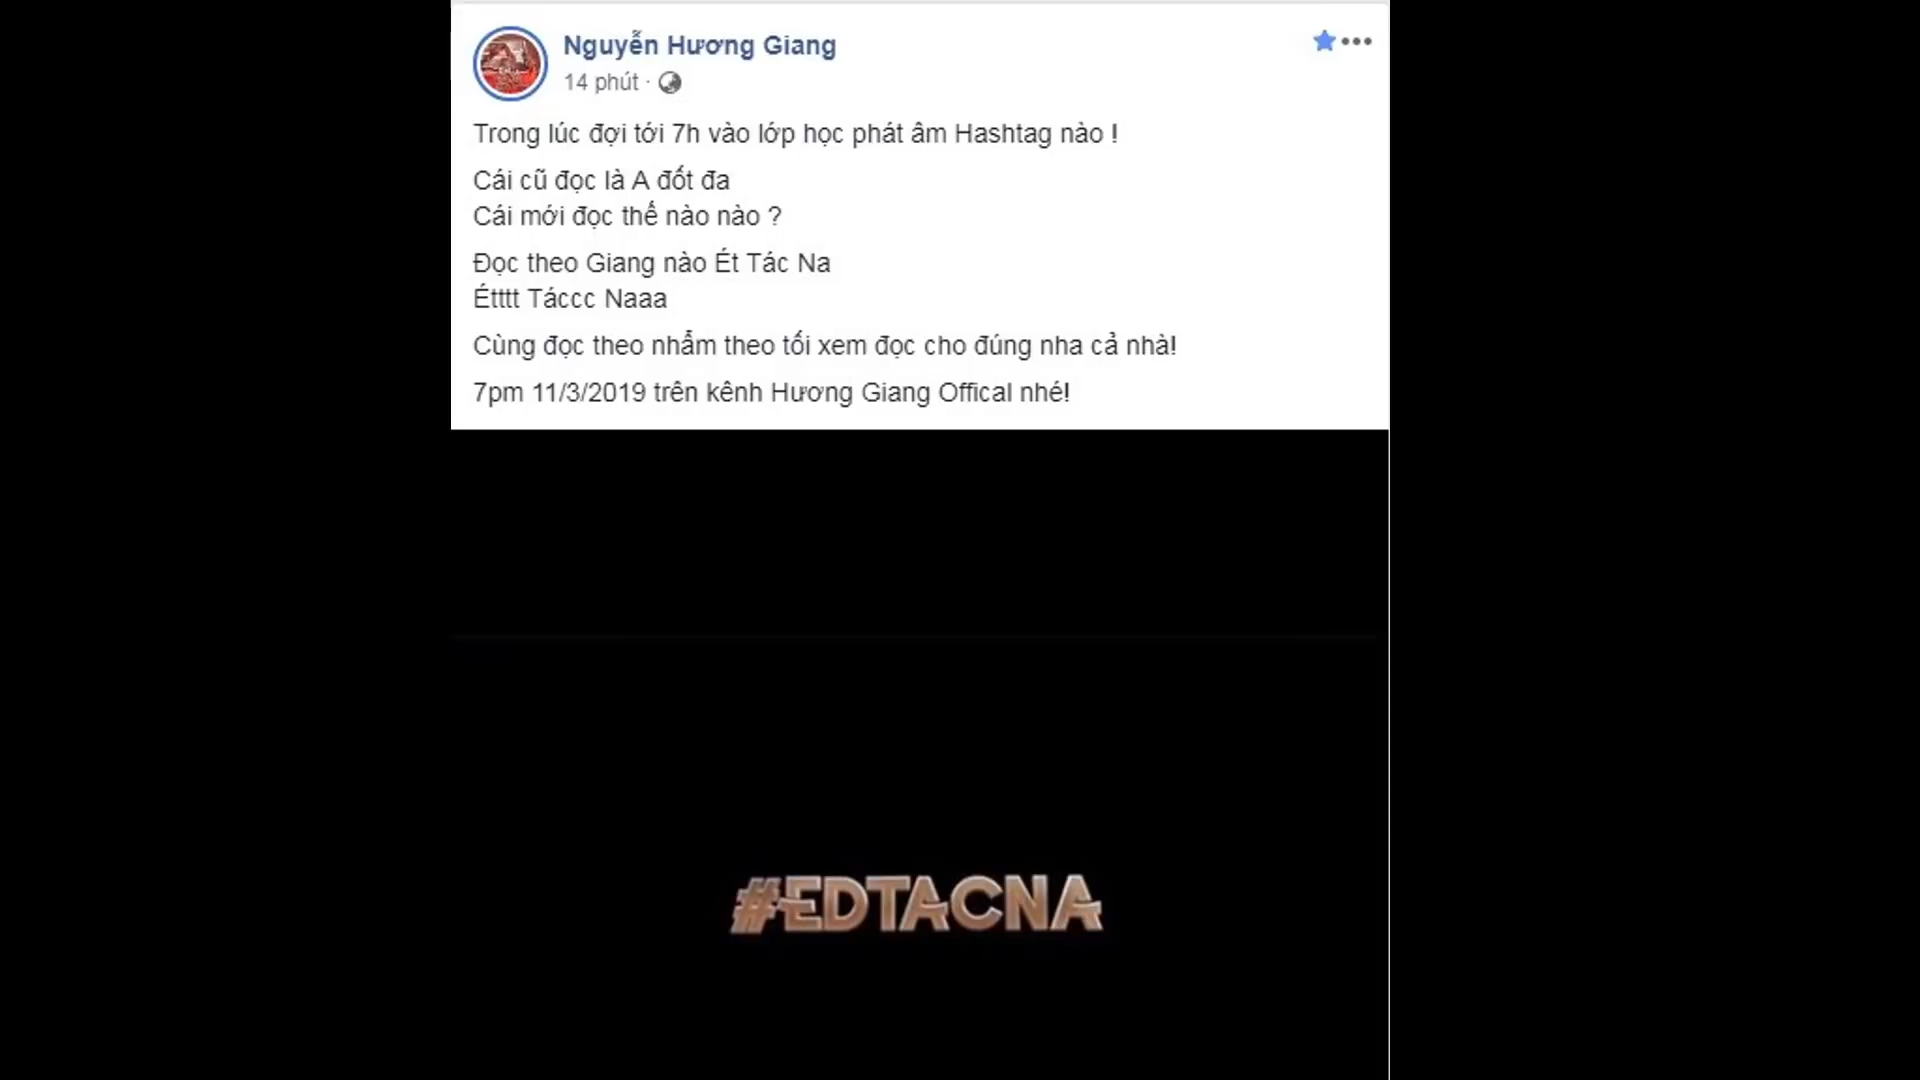 Nguyễn Hương Giang
14 phút ·
Trong lúc đợi tới 7h vào lớp học phát âm Hashtag nào !
Cái cũ đọc là A đốt đa
Cái mới đọc thế nào nào ?
Đọc theo Giang nào Ét Tác Na
Étttt Táccc Naaa
Cùng đọc theo nhẩm theo tối xem đọc cho đúng nha cả nhà!
7pm 11/3/2019 trên kênh Hương Giang Offical nhé!
#EDTACNA